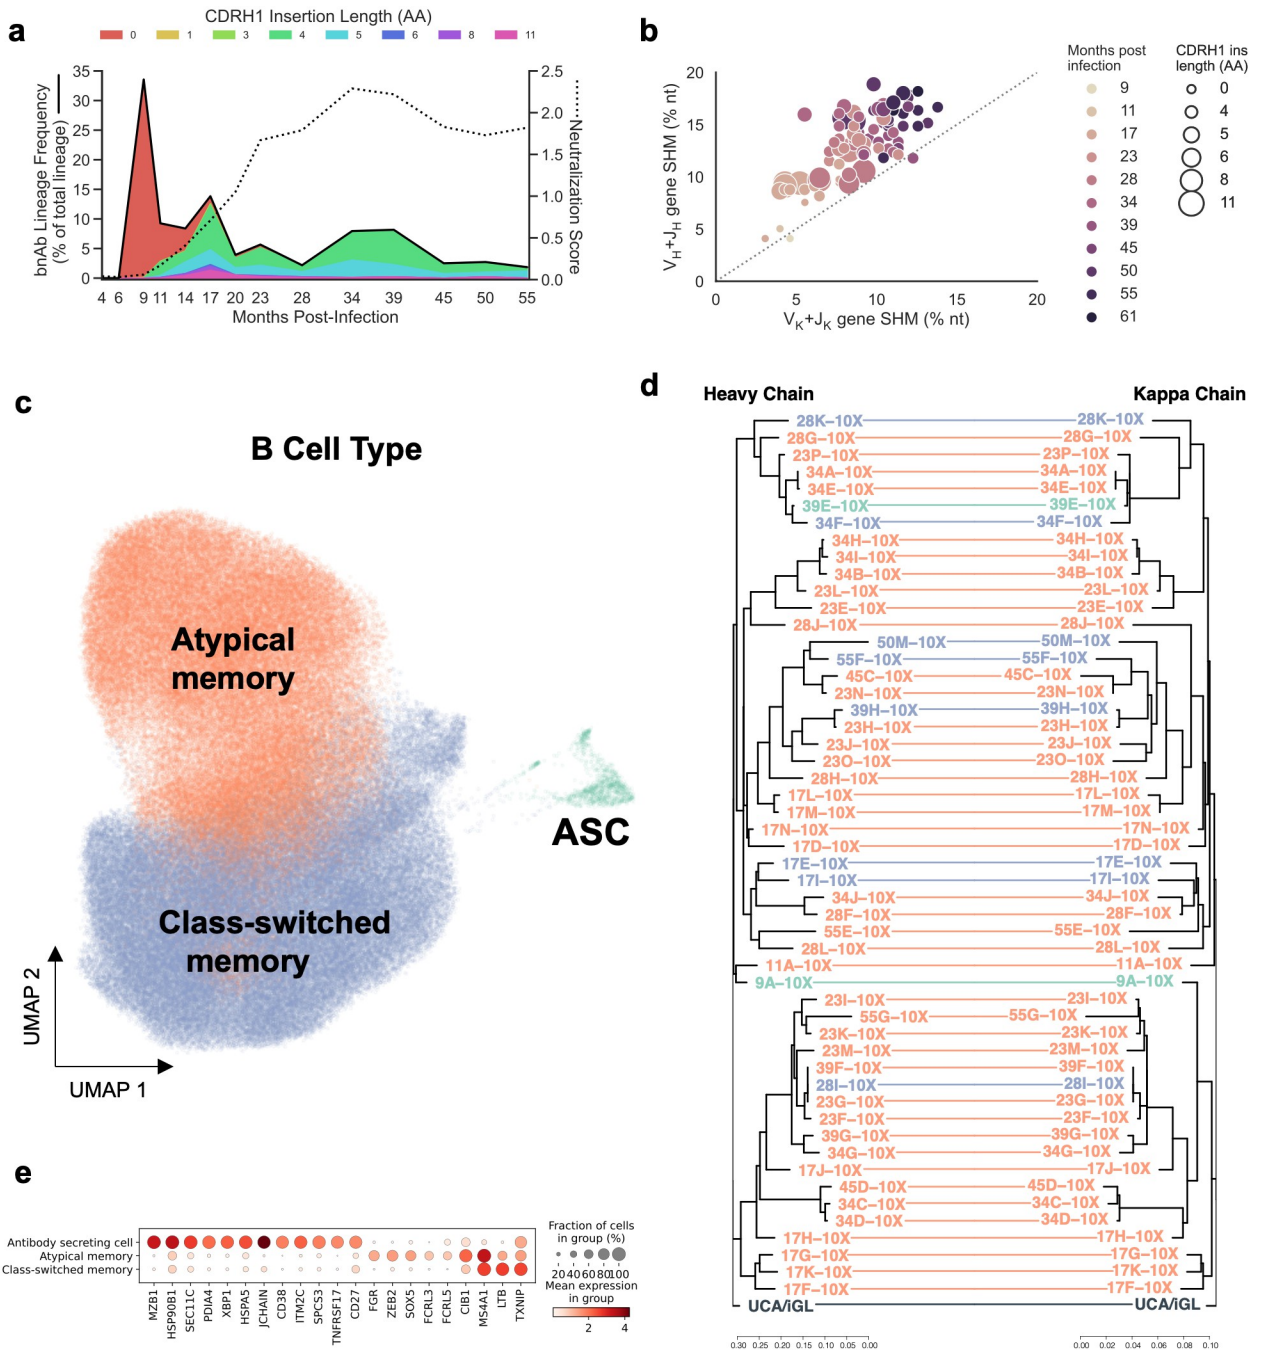 a
CDRH1 Insertion Length (AA)
0 1 3 4 5 6 8 11
bnAb Lineage Frequency
(% of total lineage)
35
30
25
20
15
10
5
0
2.5
2.0
1.5
1.0
0.5
0.0
Neutralization Score
4 6 9 11 14 17 20 23 28 34 39 45 50 55
Months Post-Infection
b
VH+JH gene SHM (% nt)
20
15
10
5
0
0 5 10 15 20
VK+JK gene SHM (% nt)
Months post
infection
9
11
17
23
28
34
39
45
50
55
61
CDRH1 ins
length (AA)
0
4
5
6
8
11
c
B Cell Type
Atypical
memory
ASC
Class-switched
memory
UMAP 2
UMAP 1
d
Heavy Chain Kappa Chain
28K–10X 28K–10X
28G–10X 28G–10X
23P–10X 23P–10X
34A–10X 34A–10X
34E–10X 34E–10X
39E–10X 39E–10X
34F–10X 34F–10X
34H–10X 34H–10X
34I–10X 34I–10X
34B–10X 34B–10X
23L–10X 23L–10X
23E–10X 23E–10X
28J–10X 28J–10X
50M–10X 50M–10X
55F–10X 55F–10X
45C–10X 45C–10X
23N–10X 23N–10X
39H–10X 39H–10X
23H–10X 23H–10X
23J–10X 23J–10X
23O–10X 23O–10X
28H–10X 28H–10X
17L–10X 17L–10X
17M–10X 17M–10X
17N–10X 17N–10X
17D–10X 17D–10X
17E–10X 17E–10X
17I–10X 17I–10X
34J–10X 34J–10X
28F–10X 28F–10X
55E–10X 55E–10X
28L–10X 28L–10X
11A–10X 11A–10X
9A–10X 9A–10X
23I–10X 23I–10X
55G–10X 55G–10X
23K–10X 23K–10X
23M–10X 23M–10X
39F–10X 39F–10X
28I–10X 28I–10X
23G–10X 23G–10X
23F–10X 23F–10X
39G–10X 39G–10X
34G–10X 34G–10X
17J–10X 17J–10X
45D–10X 45D–10X
34C–10X 34C–10X
34D–10X 34D–10X
17H–10X 17H–10X
17G–10X 17G–10X
17K–10X 17K–10X
17F–10X 17F–10X
UCA/iGL UCA/iGL
0.30 0.25 0.20 0.15 0.10 0.05 0.00
0.00 0.02 0.04 0.06 0.08 0.10
e
Antibody secreting cell
Atypical memory
Class-switched memory
MZB1
HSP90B1
SEC11C
PDIA4
XBP1
HSPA5
JCHAIN
CD38
ITM2C
SPCS3
TNFRSF17
CD27
FGR
ZEB2
SOX5
FCRL3
FCRL5
CIB1
MS4A1
LTB
TXNIP
Fraction of cells
in group (%)
20 40 60 80 100
Mean expression
in group
2 4